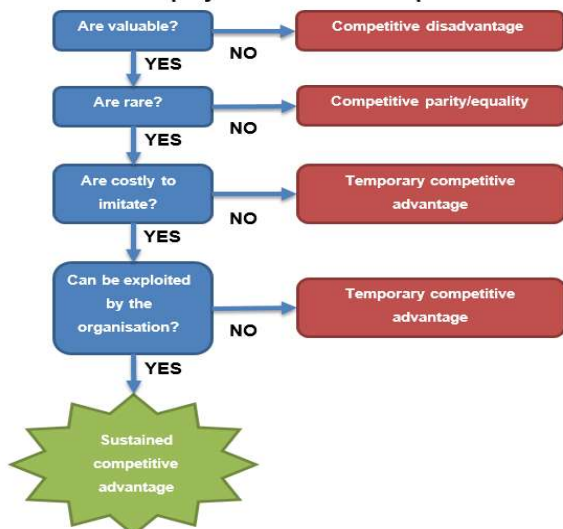 Are valuable?
NO
Competitive disadvantage
YES
Are rare?
NO
Competitive parity/equality
YES
Are costly to
imitate?
NO
Temporary competitive
advantage
YES
Can be exploited
by the
organisation?
NO
Temporary competitive
advantage
YES
Sustained
competitive
advantage